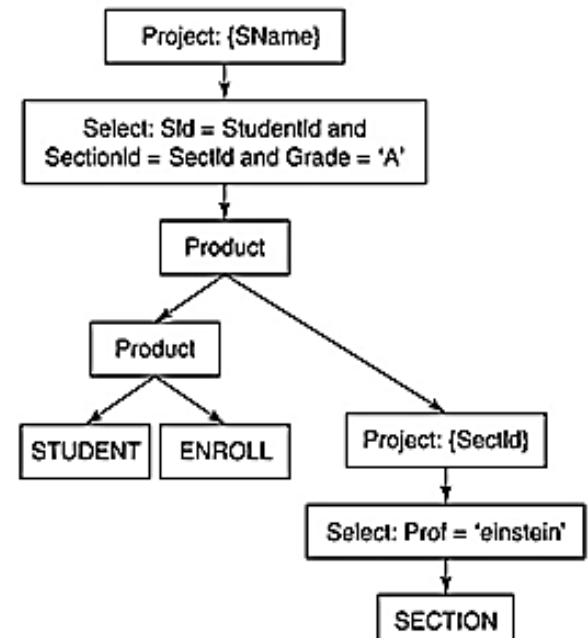 Project: {SName}
Select: SId = StudentId and
SectionId = SectId and Grade = ‘A’
Product
Product
STUDENT
ENROLL
Project: {SectId}
Select: Prof = ‘einstein’
SECTION